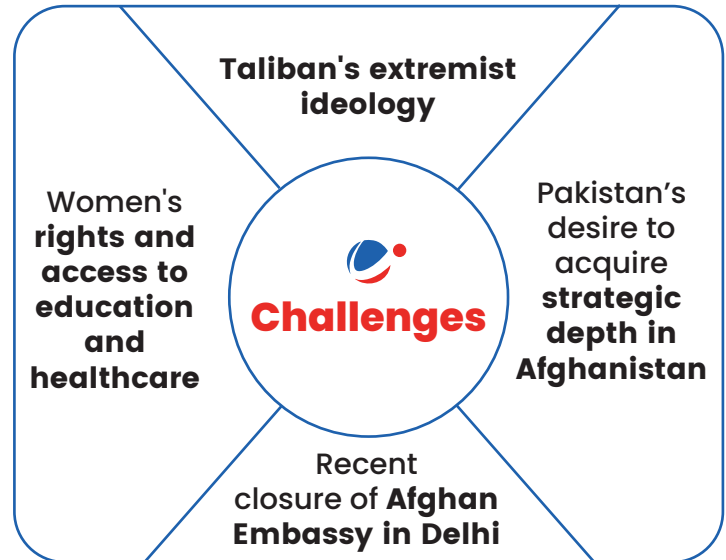 Taliban's extremist
ideology
Women's
rights and
access to
education
and
healthcare
Challenges
Pakistan’s
desire to
acquire
strategic
depth in
Afghanistan
Recent
closure of Afghan
Embassy in Delhi